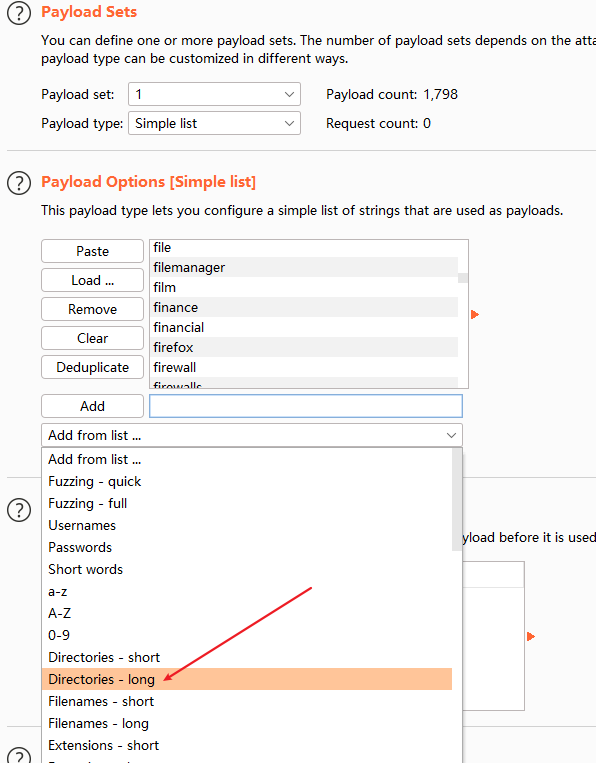 Payload Sets
You can define one or more payload sets. The number of payload sets depends on the atta
payload type can be customized in different ways.
Payload set: 1 Payload count: 1,798
Payload type: Simple list Request count: 0
Payload Options [Simple list]
This payload type lets you configure a simple list of strings that are used as payloads.
Paste
Load ...
Remove
Clear
Deduplicate
file
filemanager
film
finance
financial
firefox
firewall
firewalls
Add
Add from list ...
Add from list ...
Fuzzing - quick
Fuzzing - full
Usernames
Passwords
Short words
a-z
A-Z
0-9
Directories - short
Directories - long
Filenames - short
Filenames - long
Extensions - short
yload before it is used